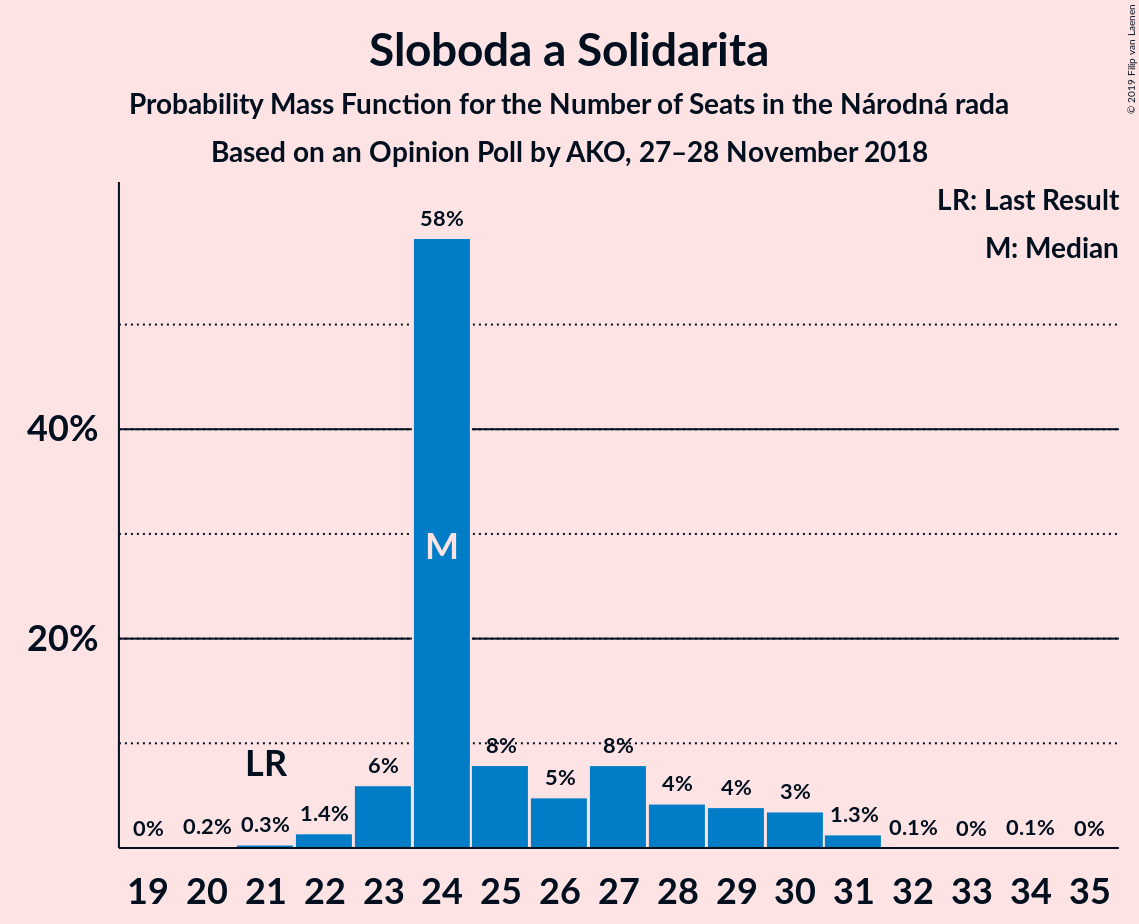 Sloboda a Solidarita
Probability Mass Function for the Number of Seats in the Národná rada
Based on an Opinion Poll by AKO, 27–28 November 2018
© 2019 Filip van Laenen
LR: Last Result
M: Median
58%
40%
M
20%
LR
0%
0.2%
0.3%
1.4%
6%
8%
5%
8%
4%
4%
3%
1.3%
0.1%
0%
0.1%
0%
19 20 21 22 23 24 25 26 27 28 29 30 31 32 33 34 35